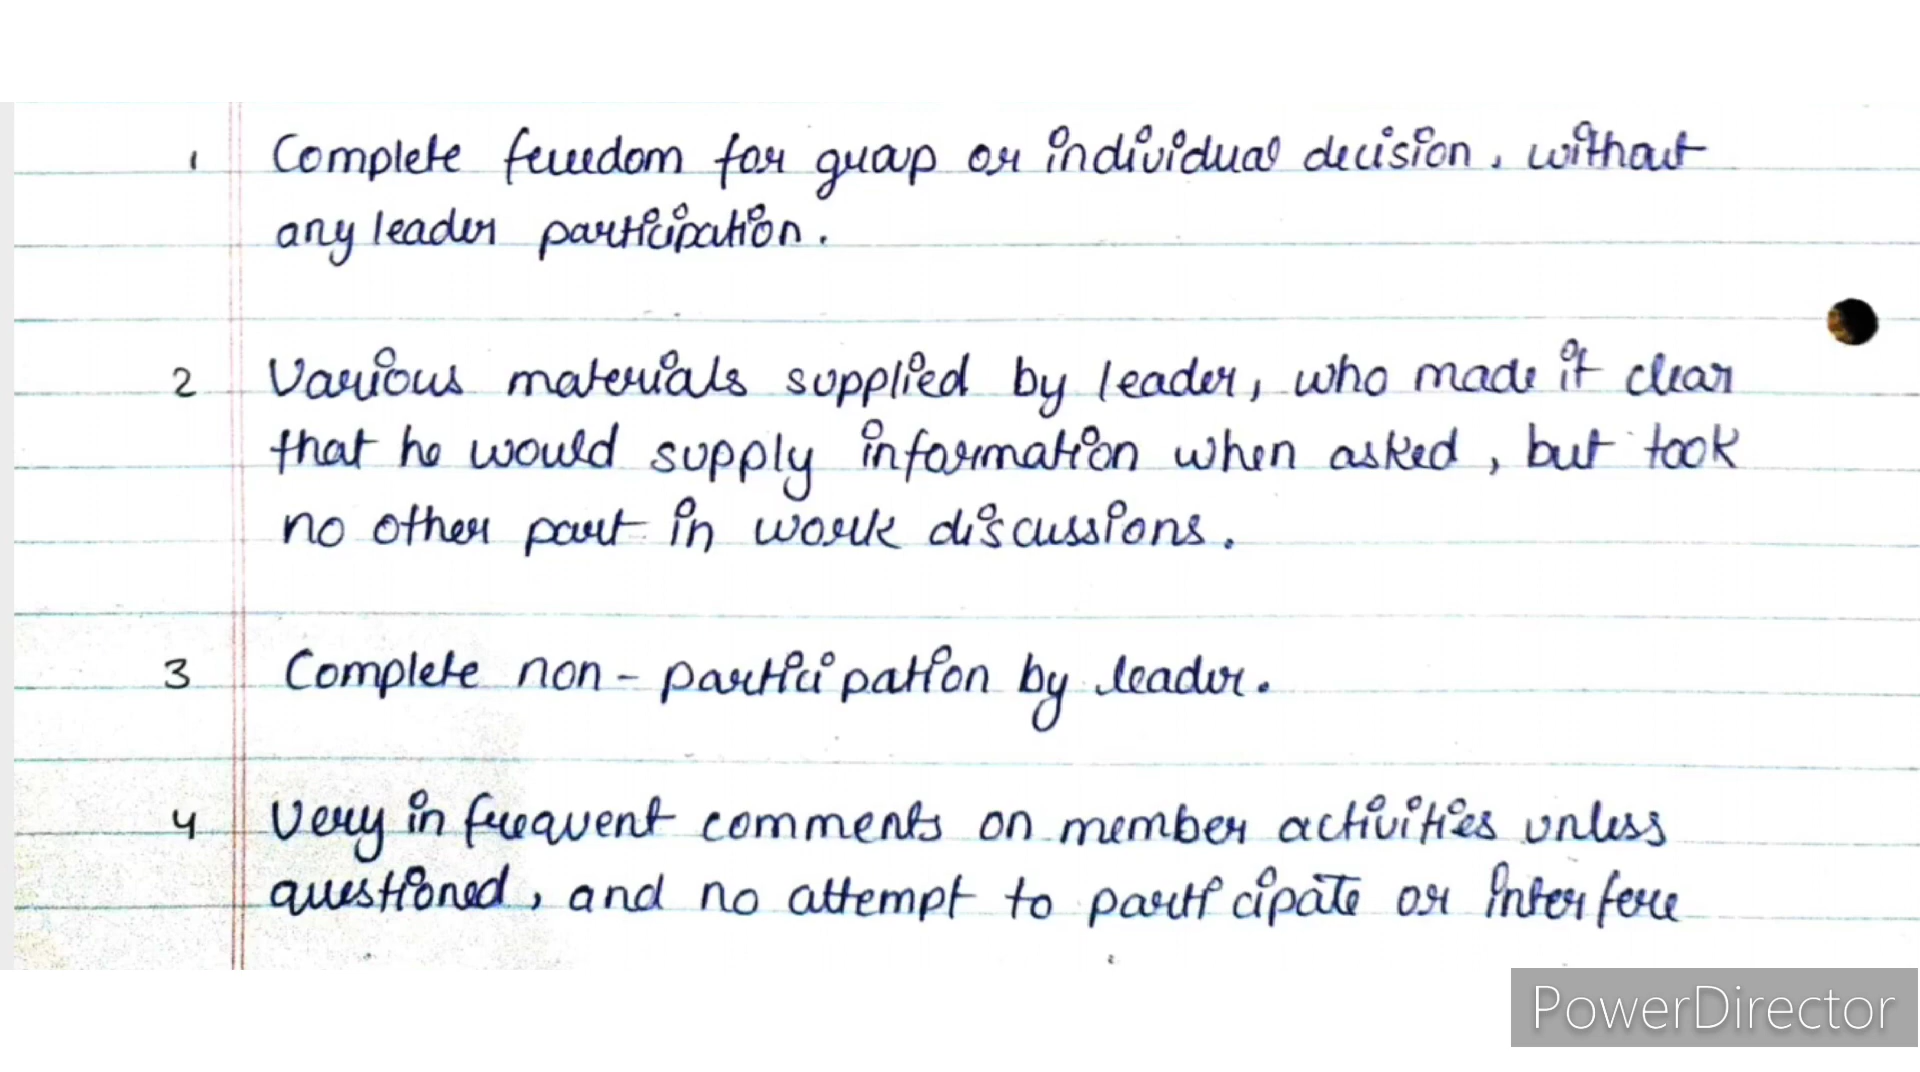 1 Complete freedom for group or individual decision, without
any leader participation.
2 Various materials supplied by leader, who made it clear
that he would supply information when asked, but took
no other part in work discussions.
3 Complete non-participation by leader.
4 Very infrequent comments on member activities unless
questioned, and no attempt to participate or interfere
PowerDirector